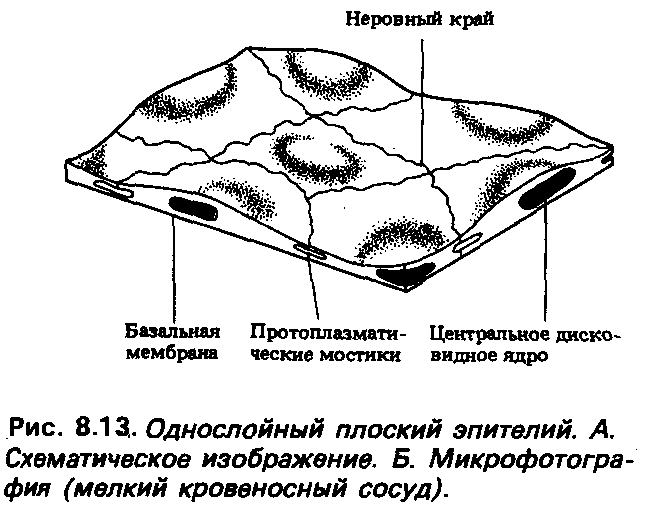 Неровный край
Базальная
мембрана
Протоплазмати-
ческие мостики
Центральное диско-
видное ядро
Рис. 8.13. Однослойный плоский эпителий. А.
Схематическое изображение. Б. Микрофотогра-
фия (мелкий кровеносный сосуд).